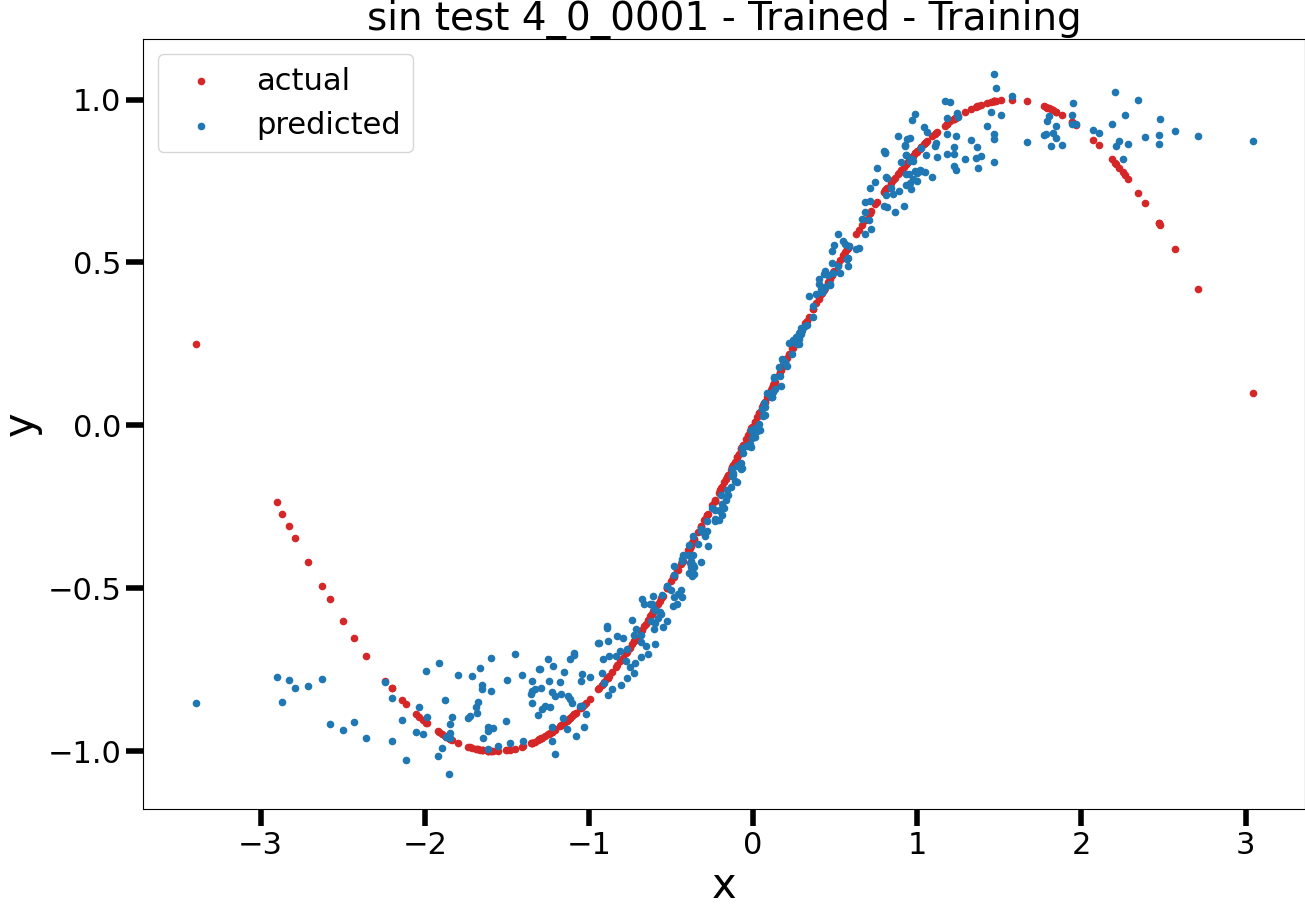 sin test 4_0_0001 - Trained - Training
actual
predicted
1.0
0.5
0.0
−0.5
−1.0
y
−3 −2 −1 0 1 2 3
x